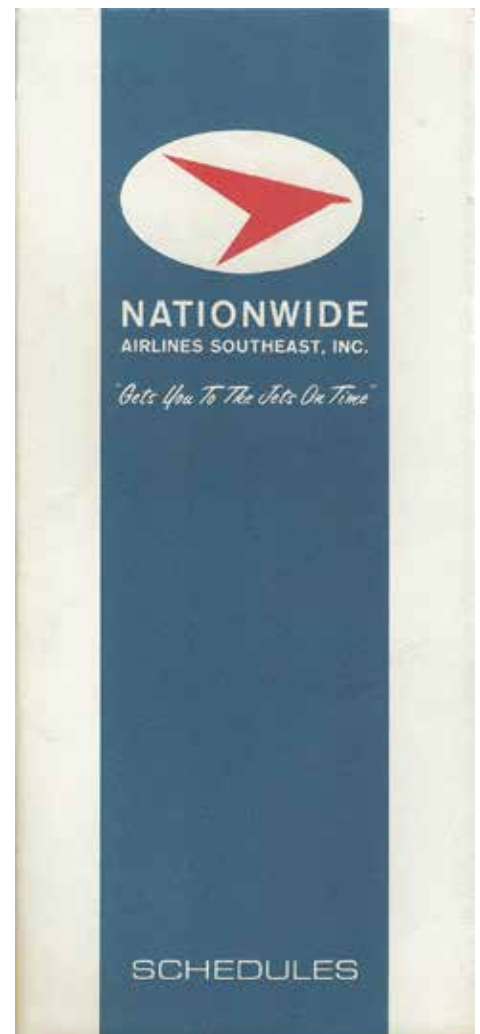 NATIONWIDE
AIRLINES SOUTHEAST, INC.
"Gets You To The Jets On Time"
SCHEDULES